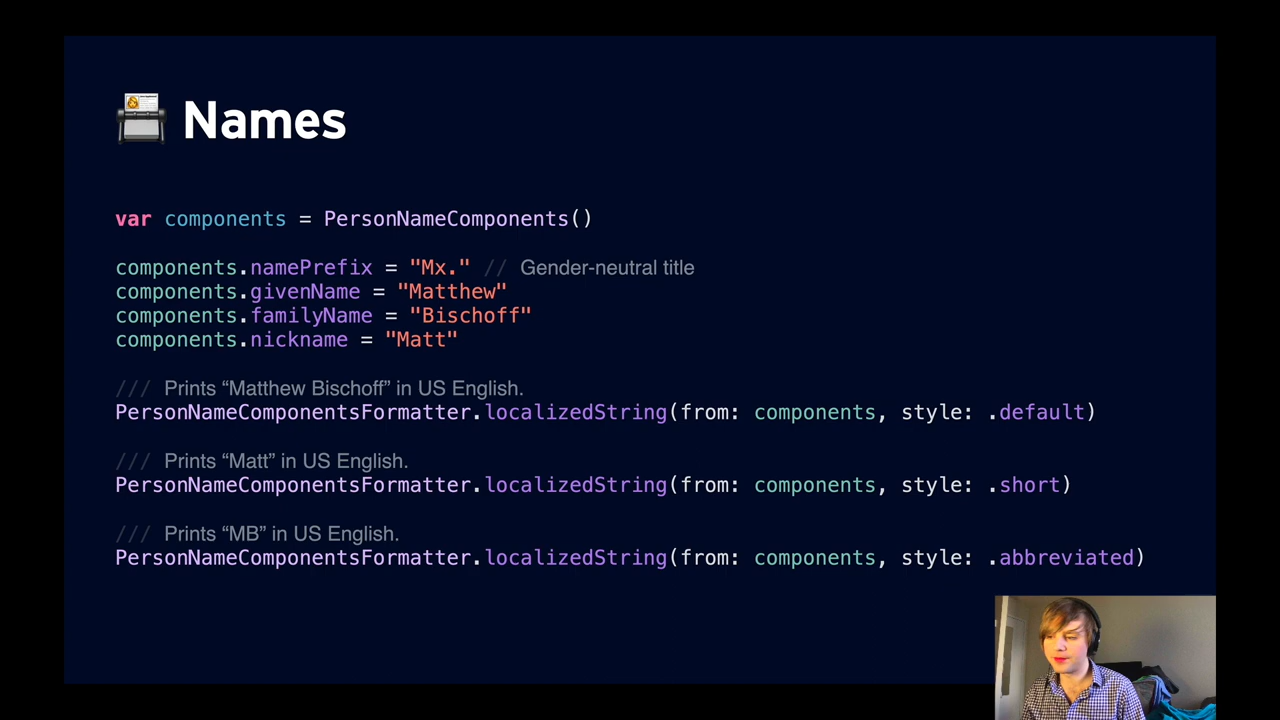 Names
var components = PersonNameComponents()
components.namePrefix = "Mx." // Gender-neutral title
components.givenName = "Matthew"
components.familyName = "Bischoff"
components.nickname = "Matt"
/// Prints “Matthew Bischoff” in US English.
PersonNameComponentsFormatter.localizedString(from: components, style: .default)
/// Prints “Matt” in US English.
PersonNameComponentsFormatter.localizedString(from: components, style: .short)
/// Prints “MB” in US English.
PersonNameComponentsFormatter.localizedString(from: components, style: .abbreviated)